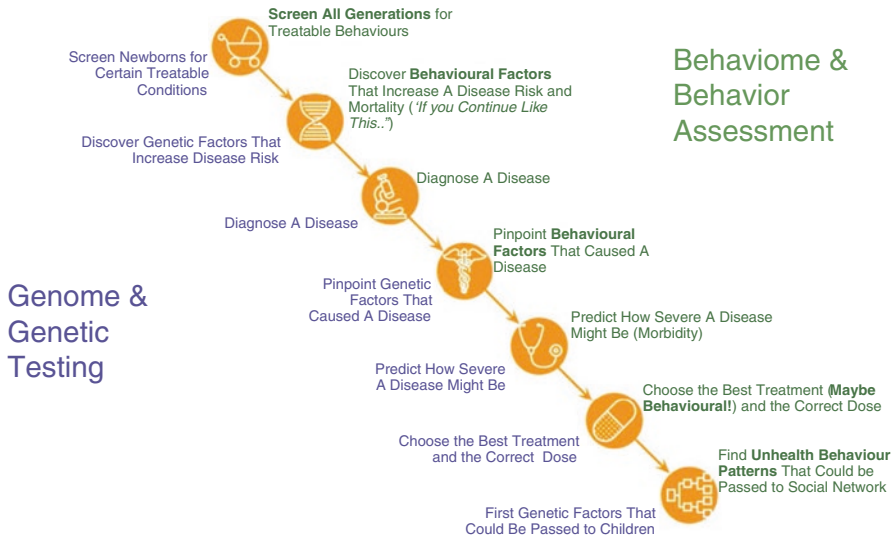 Screen All Generations for
Treatable Behaviours
Screen Newborns for
Certain Treatable
Conditions
Behaviome &
Behavior
Assessment
Discover Behavioural Factors
That Increase A Disease Risk and
Mortality (‘If you Continue Like
This..”)
Discover Genetic Factors That
Increase Disease Risk
Diagnose A Disease
Diagnose A Disease
Pinpoint Behavioural
Factors That Caused A
Disease
Genome &
Genetic
Testing
Pinpoint Genetic
Factors That
Caused A Disease
Predict How Severe A Disease
Might Be (Morbidity)
Predict How Severe
A Disease Might Be
Choose the Best Treatment (Maybe
Behavioural!) and the Correct Dose
Choose the Best Treatment
and the Correct Dose
Find Unhealth Behaviour
Patterns That Could be
Passed to Social Network
First Genetic Factors That
Could Be Passed to Children